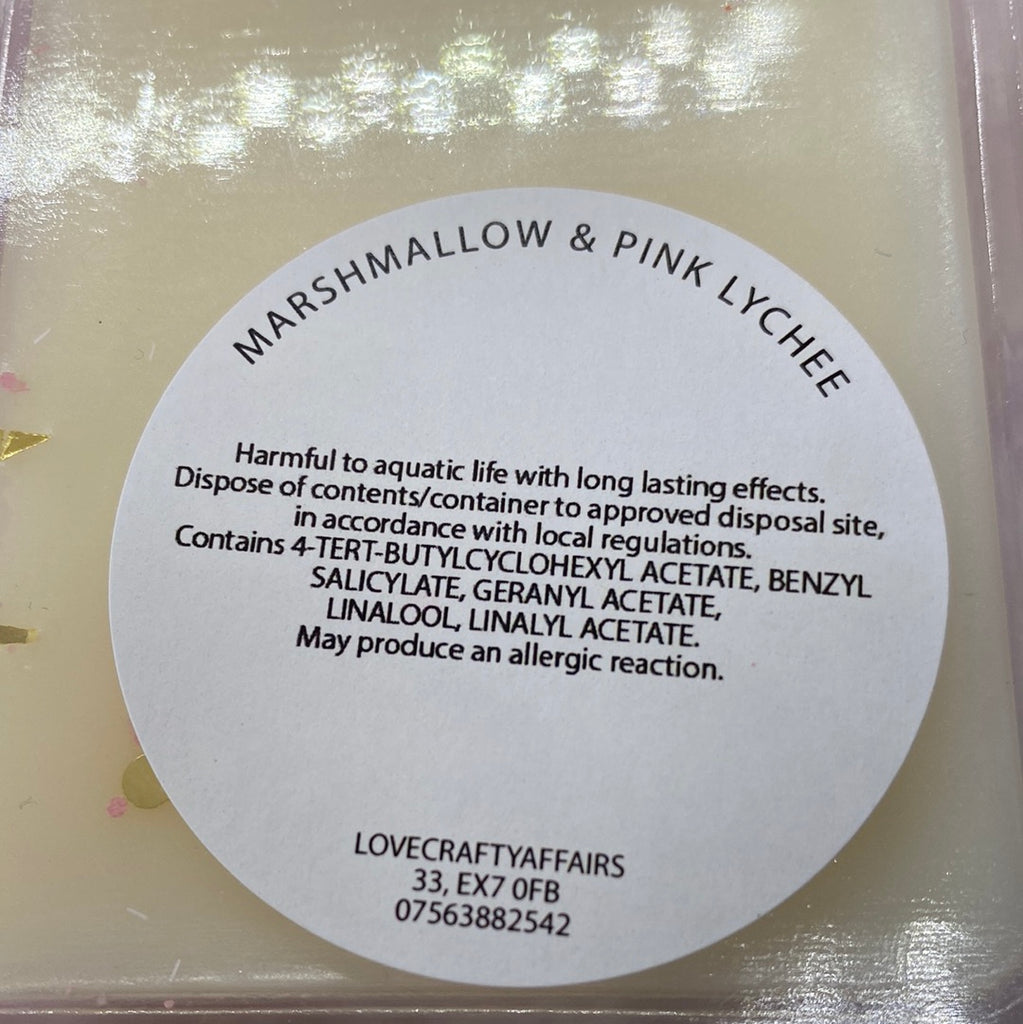 MARSHMALLOW & PINK LYCHEE
Harmful to aquatic life with long lasting effects.
Dispose of contents/container to approved disposal site,
in accordance with local regulations.
Contains 4-TERT-BUTYLCYCLOHEXYL ACETATE, BENZYL
SALICYLATE, GERANYL ACETATE,
LINALOOL, LINALYL ACETATE.
May produce an allergic reaction.
LOVECRAFTYAFFAIRS
33, EX7 0FB
07563882542